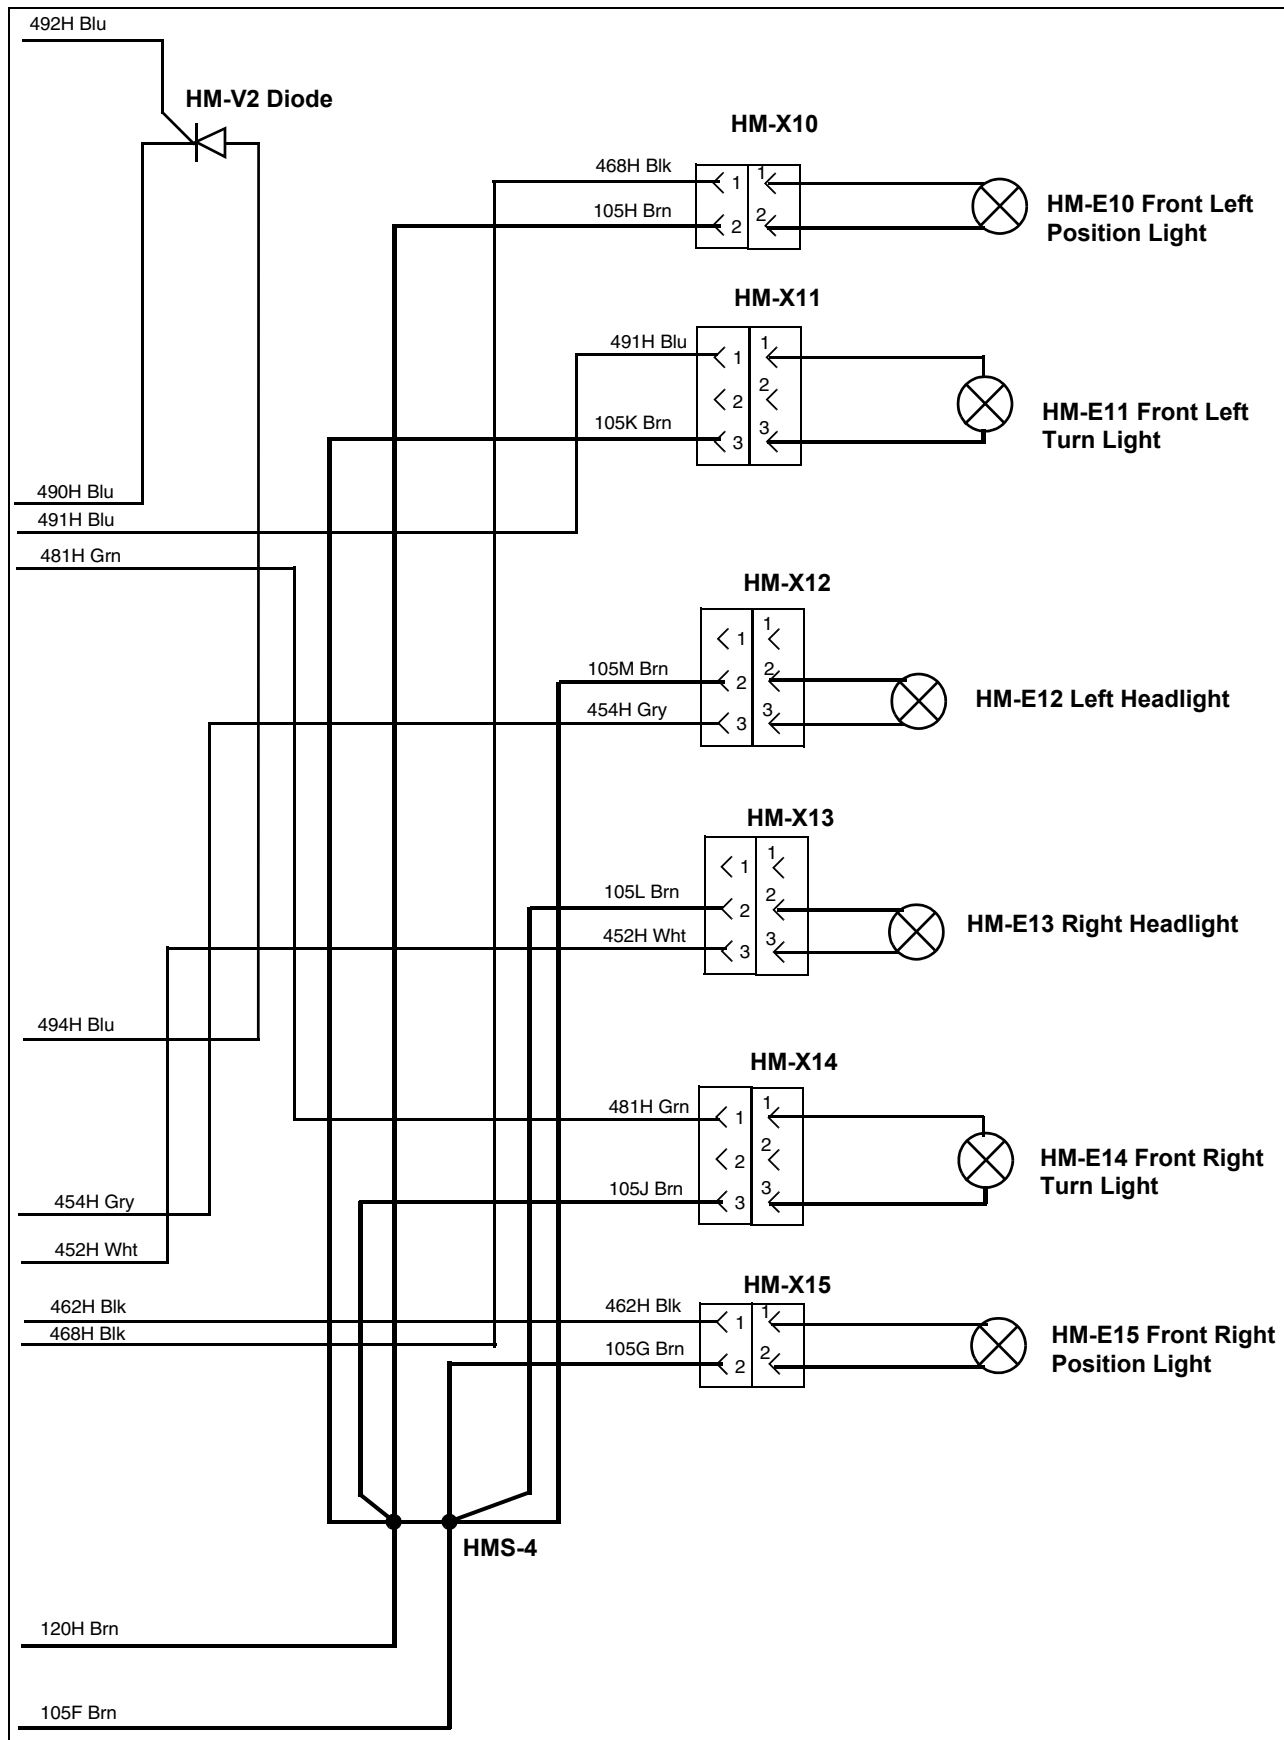 492H Blu
HM-V2 Diode
HM-X10
468H Blk
1
1
105H Brn
2
2
HM-E10 Front Left
Position Light
HM-X11
491H Blu
1
1
2
2
105K Brn
3
3
HM-E11 Front Left
Turn Light
490H Blu
491H Blu
481H Grn
HM-X12
1
1
105M Brn
2
2
454H Gry
3
3
HM-E12 Left Headlight
HM-X13
1
1
105L Brn
2
2
452H Wht
3
3
HM-E13 Right Headlight
494H Blu
HM-X14
481H Grn
1
1
2
2
105J Brn
3
3
HM-E14 Front Right
Turn Light
454H Gry
452H Wht
HM-X15
462H Blk
468H Blk
462H Blk
1
1
105G Brn
2
2
HM-E15 Front Right
Position Light
HMS-4
120H Brn
105F Brn